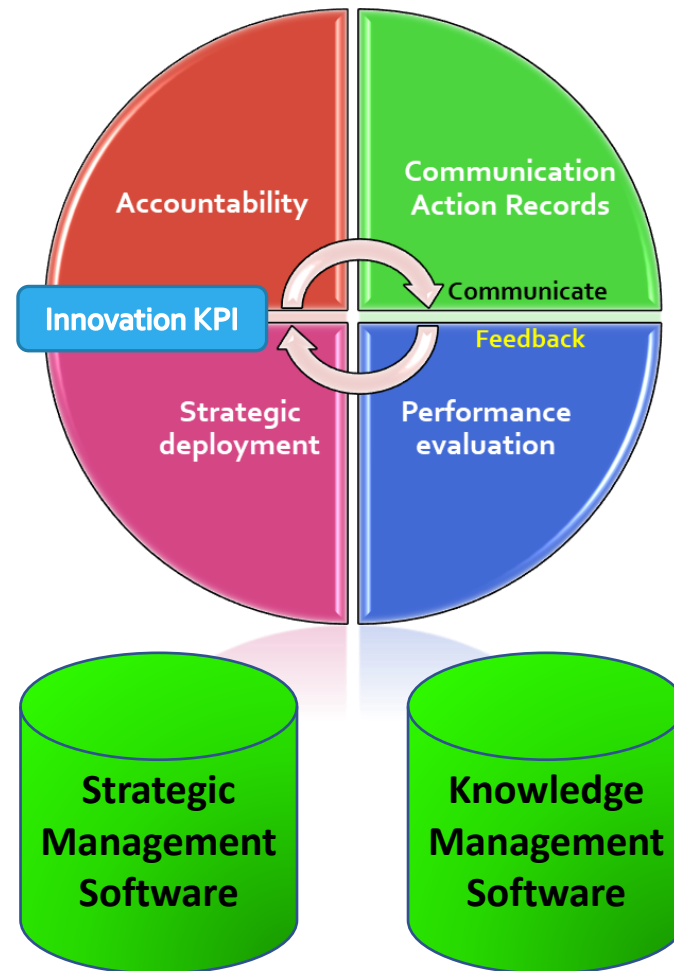 Accountability
Communication
Action Records
Communicate
Innovation KPI
Feedback
Strategic
deployment
Performance
evaluation
Strategic
Management
Software
Knowledge
Management
Software